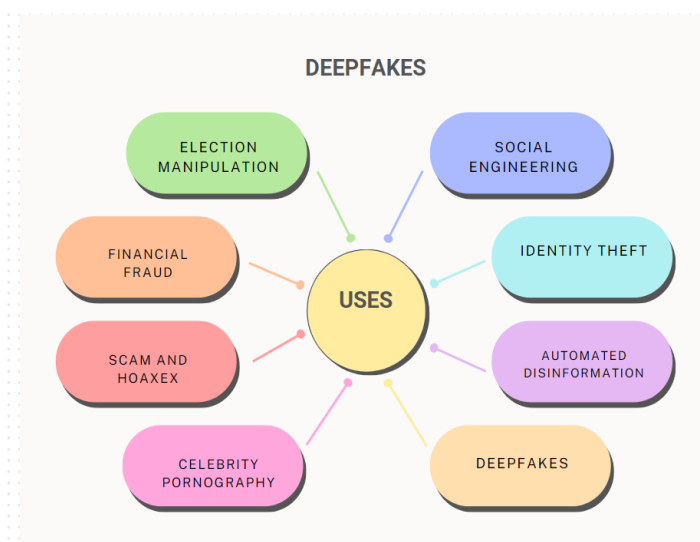 DEEPFAKES
ELECTION
MANIPULATION
SOCIAL
ENGINEERING
FINANCIAL
FRAUD
IDENTITY THEFT
USES
SCAM AND
HOAXEX
AUTOMATED
DISINFORMATION
CELEBRITY
PORNOGRAPHY
DEEPFAKES